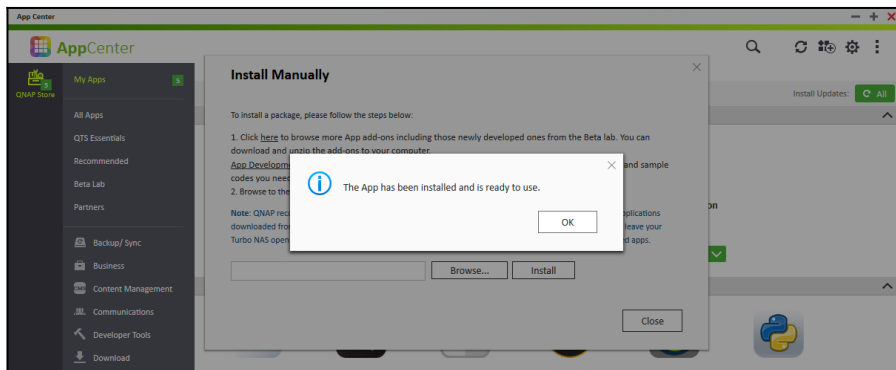 App Center
AppCenter
5
QNAP Store
My Apps
5
All Apps
QTS Essentials
Recommended
Beta Lab
Partners
Backup/ Sync
Business
Content Management
Communications
Developer Tools
Download
Install Updates:
All
on
Install Manually
To install a package, please follow the steps below:
1. Click here to browse more App add-ons including those newly developed ones from the Beta lab. You can
download and unzip the add-ons to your computer.
App Developm and sample
codes you need
2. Browse to the
Note: QNAP reco pplications
downloaded fro leave your
Turbo NAS open ed apps.
The App has been installed and is ready to use.
OK
Browse...
Install
Close